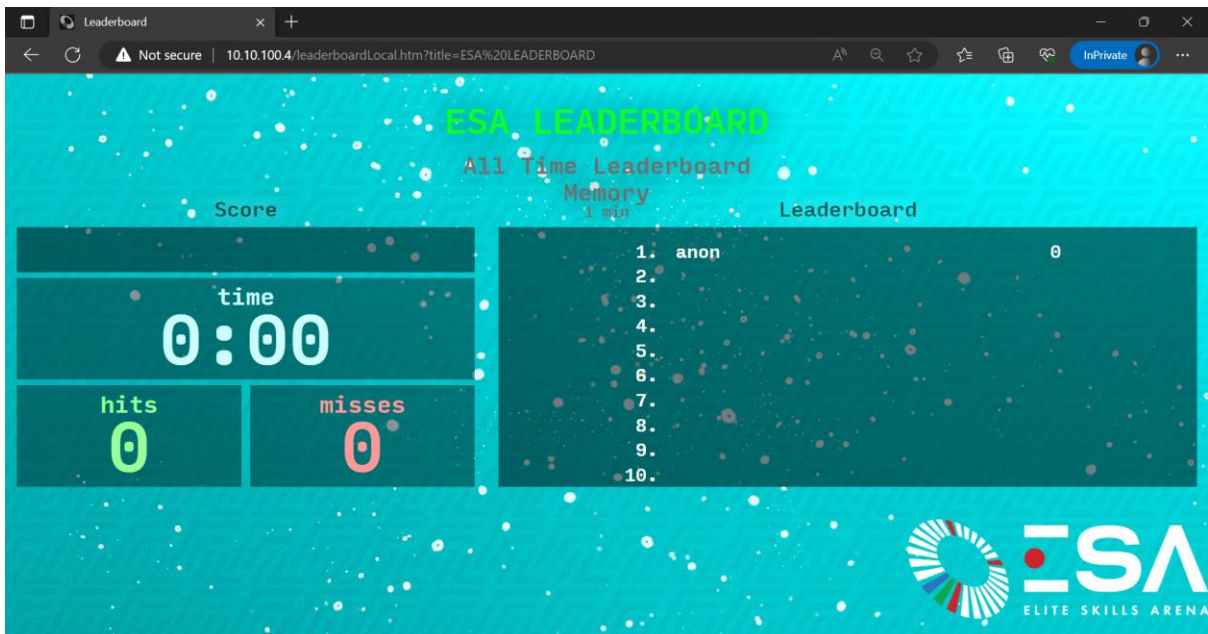 Leaderboard
Not secure | 10.10.100.4/leaderboardLocal.htm?title=ESA%20LEADERBOARD
InPrivate
ESA LEADERBOARD
All Time Leaderboard
Memory
1 min
Score
Leaderboard
time
0:00
hits
0
misses
0
1. anon 0
2.
3.
4.
5.
6.
7.
8.
9.
10.
ESA
ELITE SKILLS ARENA